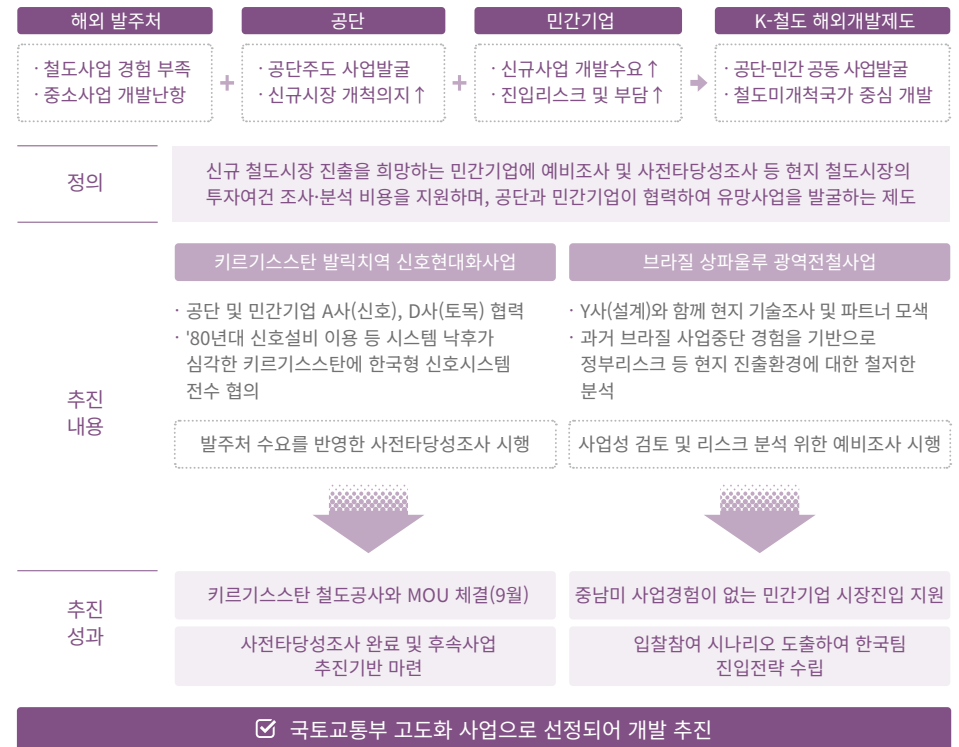 해외 발주처
· 철도사업 경험 부족
· 중소사업 개발난항
+
공단
· 공단주도 사업발굴
· 신규시장 개척의지↑
+
민간기업
· 신규사업 개발수요↑
· 진입리스크 및 부담↑
K-철도 해외개발제도
· 공단-민간 공동 사업발굴
· 철도미개척국가 중심 개발
정의
신규 철도시장 진출을 희망하는 민간기업에 예비조사 및 사전타당성조사 등 현지 철도시장의
투자여건 조사·분석 비용을 지원하며, 공단과 민간기업이 협력하여 유망사업을 발굴하는 제도
추진
내용
키르기스스탄 발릭치역 신호현대화사업
· 공단 및 민간기업 A사(신호), D사(토목) 협력
· '80년대 신호설비 이용 등 시스템 낙후가
심각한 키르기스스탄에 한국형 신호시스템
전수 협의
발주처 수요를 반영한 사전타당성조사 시행
브라질 상파울루 광역전철사업
· Y사(설계)와 함께 현지 기술조사 및 파트너 모색
· 과거 브라질 사업중단 경험을 기반으로
정부리스크 등 현지 진출환경에 대한 철저한
분석
사업성 검토 및 리스크 분석 위한 예비조사 시행
추진
성과
키르기스스탄 철도공사와 MOU 체결(9월)
사전타당성조사 완료 및 후속사업
추진기반 마련
중남미 사업경험이 없는 민간기업 시장진입 지원
입찰참여 시나리오 도출하여 한국팀
진입전략 수립
국토교통부 고도화 사업으로 선정되어 개발 추진